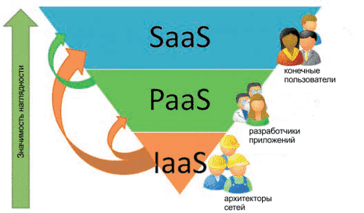 Значимость наглядности
SaaS
конечные
пользователи
PaaS
разработчики
приложений
IaaS
архитекторы
сетей